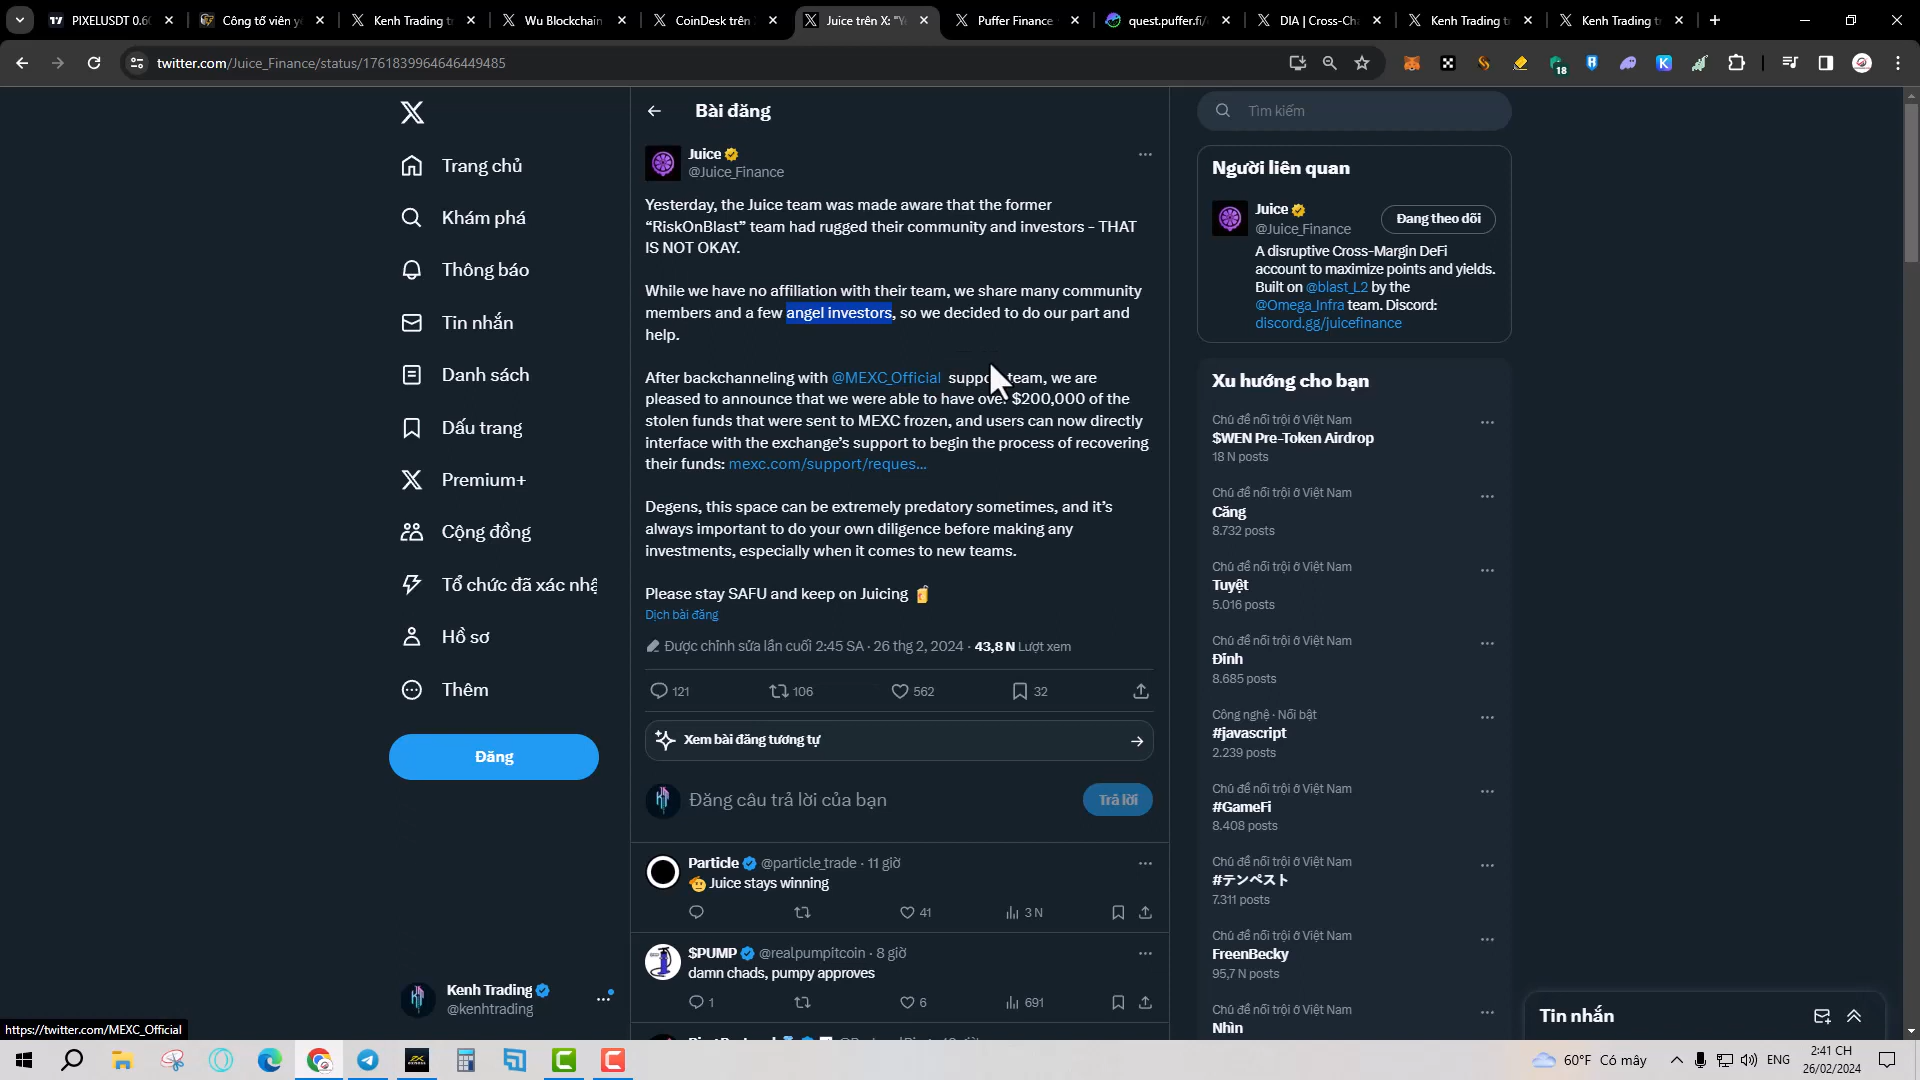 PIXELUSDT 0.60
Công tố viên yê
Kenh Trading t
Wu Blockchain
CoinDesk trên
Juice trên X: "Ye
Puffer Finance
quest.puffer.fi/
DIA | Cross-Cha
Kenh Trading t
Kenh Trading t
twitter.com/Juice_Finance/status/1761839964646449485
18
Trang chủ
Khám phá
Thông báo
Tin nhắn
Danh sách
Dấu trang
Premium+
Cộng đồng
Tổ chức đã xác nhậ
Hồ sơ
Thêm
Đăng
Kenh Trading
@kenhtrading
Bài đăng
Juice
@Juice_Finance
Yesterday, the Juice team was made aware that the former
“RiskOnBlast” team had rugged their community and investors - THAT
IS NOT OKAY.
While we have no affiliation with their team, we share many community
members and a few angel investors, so we decided to do our part and
help.
After backchanneling with @MEXC_Official support team, we are
pleased to announce that we were able to have over $200,000 of the
stolen funds that were sent to MEXC frozen, and users can now directly
interface with the exchange’s support to begin the process of recovering
their funds: mexc.com/support/reques...
Degens, this space can be extremely predatory sometimes, and it’s
always important to do your own diligence before making any
investments, especially when it comes to new teams.
Please stay SAFU and keep on Juicing
Dịch bài đăng
Được chỉnh sửa lần cuối 2:45 SA · 26 thg 2, 2024 · 43,8 N Lượt xem
121
106
562
32
Xem bài đăng tương tự
Đăng câu trả lời của bạn
Trả lời
Particle @particle_trade · 11 giờ
Juice stays winning
41
3 N
$PUMP @realpumpitcoin · 8 giờ
damn chads, pumpy approves
1
6
691
Tìm kiếm
Người liên quan
Juice
@Juice_Finance
Đang theo dõi
A disruptive Cross-Margin DeFi
account to maximize points and yields.
Built on @blast_L2 by the
@Omega_Infra team. Discord:
discord.gg/juicefinance
Xu hướng cho bạn
Chủ đề nổi trội ở Việt Nam
$WEN Pre-Token Airdrop
18 N posts
Chủ đề nổi trội ở Việt Nam
Căng
8.732 posts
Chủ đề nổi trội ở Việt Nam
Tuyệt
5.016 posts
Chủ đề nổi trội ở Việt Nam
Đỉnh
8.685 posts
Công nghệ · Nổi bật
#javascript
2.239 posts
Chủ đề nổi trội ở Việt Nam
#GameFi
8.408 posts
Chủ đề nổi trội ở Việt Nam
#テンペスト
7.311 posts
Chủ đề nổi trội ở Việt Nam
FreenBecky
95,7 N posts
Chủ đề nổi trội ở Việt Nam
Nhìn
Tin nhắn
https://twitter.com/MEXC_Official
60°F Có mây
ENG
2:41 CH
26/02/2024